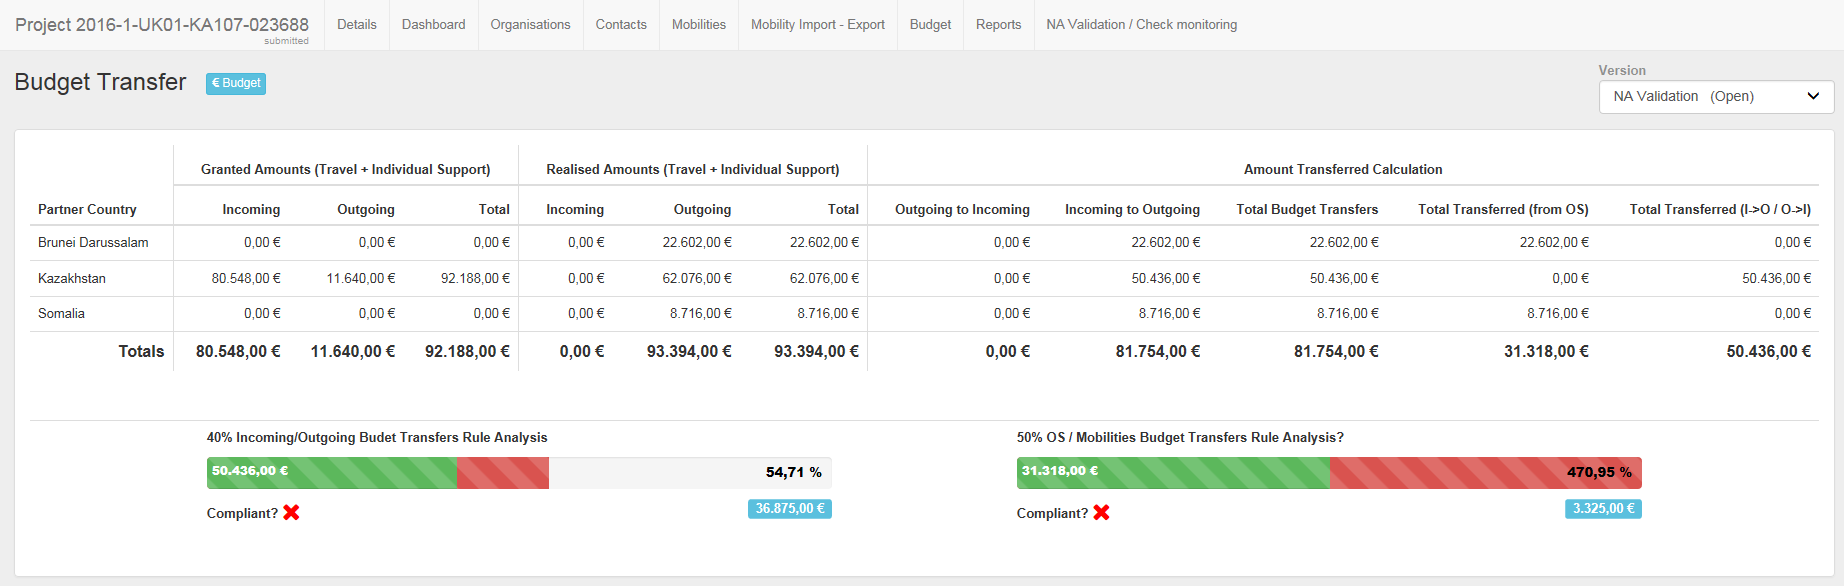 Project 2016-1-UK01-KA107-023688 Details Dashboard Organisations Contacts Mobilities Mobility Import - Export Budget Reports NA Validation / Check monitoring
submitted
Version
Budget Transfer € Budget
NA Validation (Open)
Granted Amounts (Travel + Individual Support) Realised Amounts (Travel + Individual Support) Amount Transferred Calculation
Partner Country Incoming Outgoing Total Incoming Outgoing Total Outgoing to Incoming Incoming to Outgoing Total Budget Transfers Total Transferred (from OS) Total Transferred (I->O / O->I)
Brunei Darussalam 0,00 € 0,00 € 0,00 € 0,00 € 22.602,00 € 22.602,00 € 0,00 € 22.602,00 € 22.602,00 € 22.602,00 € 0,00 €
Kazakhstan 80.548,00 € 11.640,00 € 92.188,00 € 0,00 € 62.076,00 € 62.076,00 € 0,00 € 50.436,00 € 50.436,00 € 0,00 € 50.436,00 €
Somalia 0,00 € 0,00 € 0,00 € 0,00 € 8.716,00 € 8.716,00 € 0,00 € 8.716,00 € 8.716,00 € 8.716,00 € 0,00 €
Totals 80.548,00 € 11.640,00 € 92.188,00 € 0,00 € 93.394,00 € 93.394,00 € 0,00 € 81.754,00 € 81.754,00 € 31.318,00 € 50.436,00 €
40% Incoming/Outgoing Budet Transfers Rule Analysis 50% OS / Mobilities Budget Transfers Rule Analysis?
50.436,00 € 54,71 % 31.318,00 € 470,95 %
Compliant? 36.875,00 € Compliant? 3.325,00 €